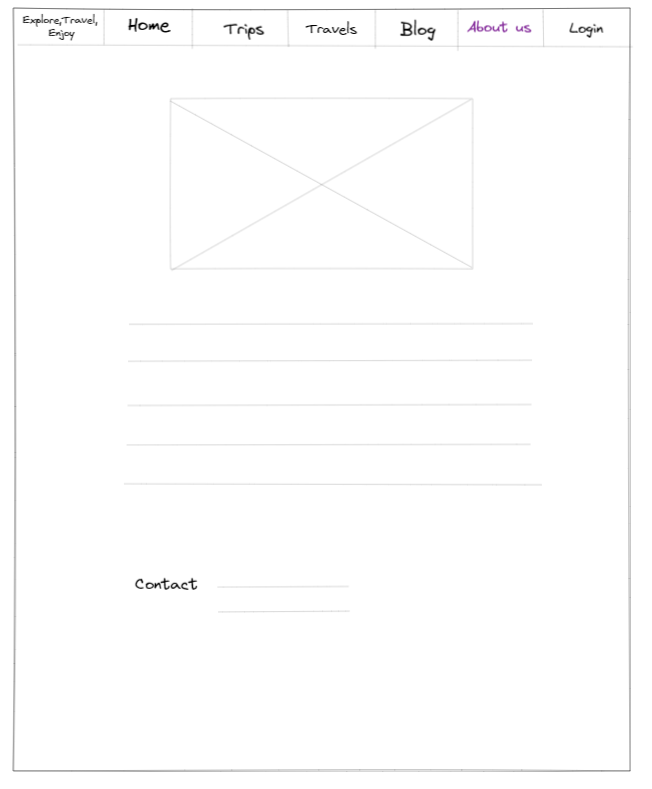 Explore,Travel,
Enjoy
Home
Trips
Travels
Blog
About us
Login
Contact